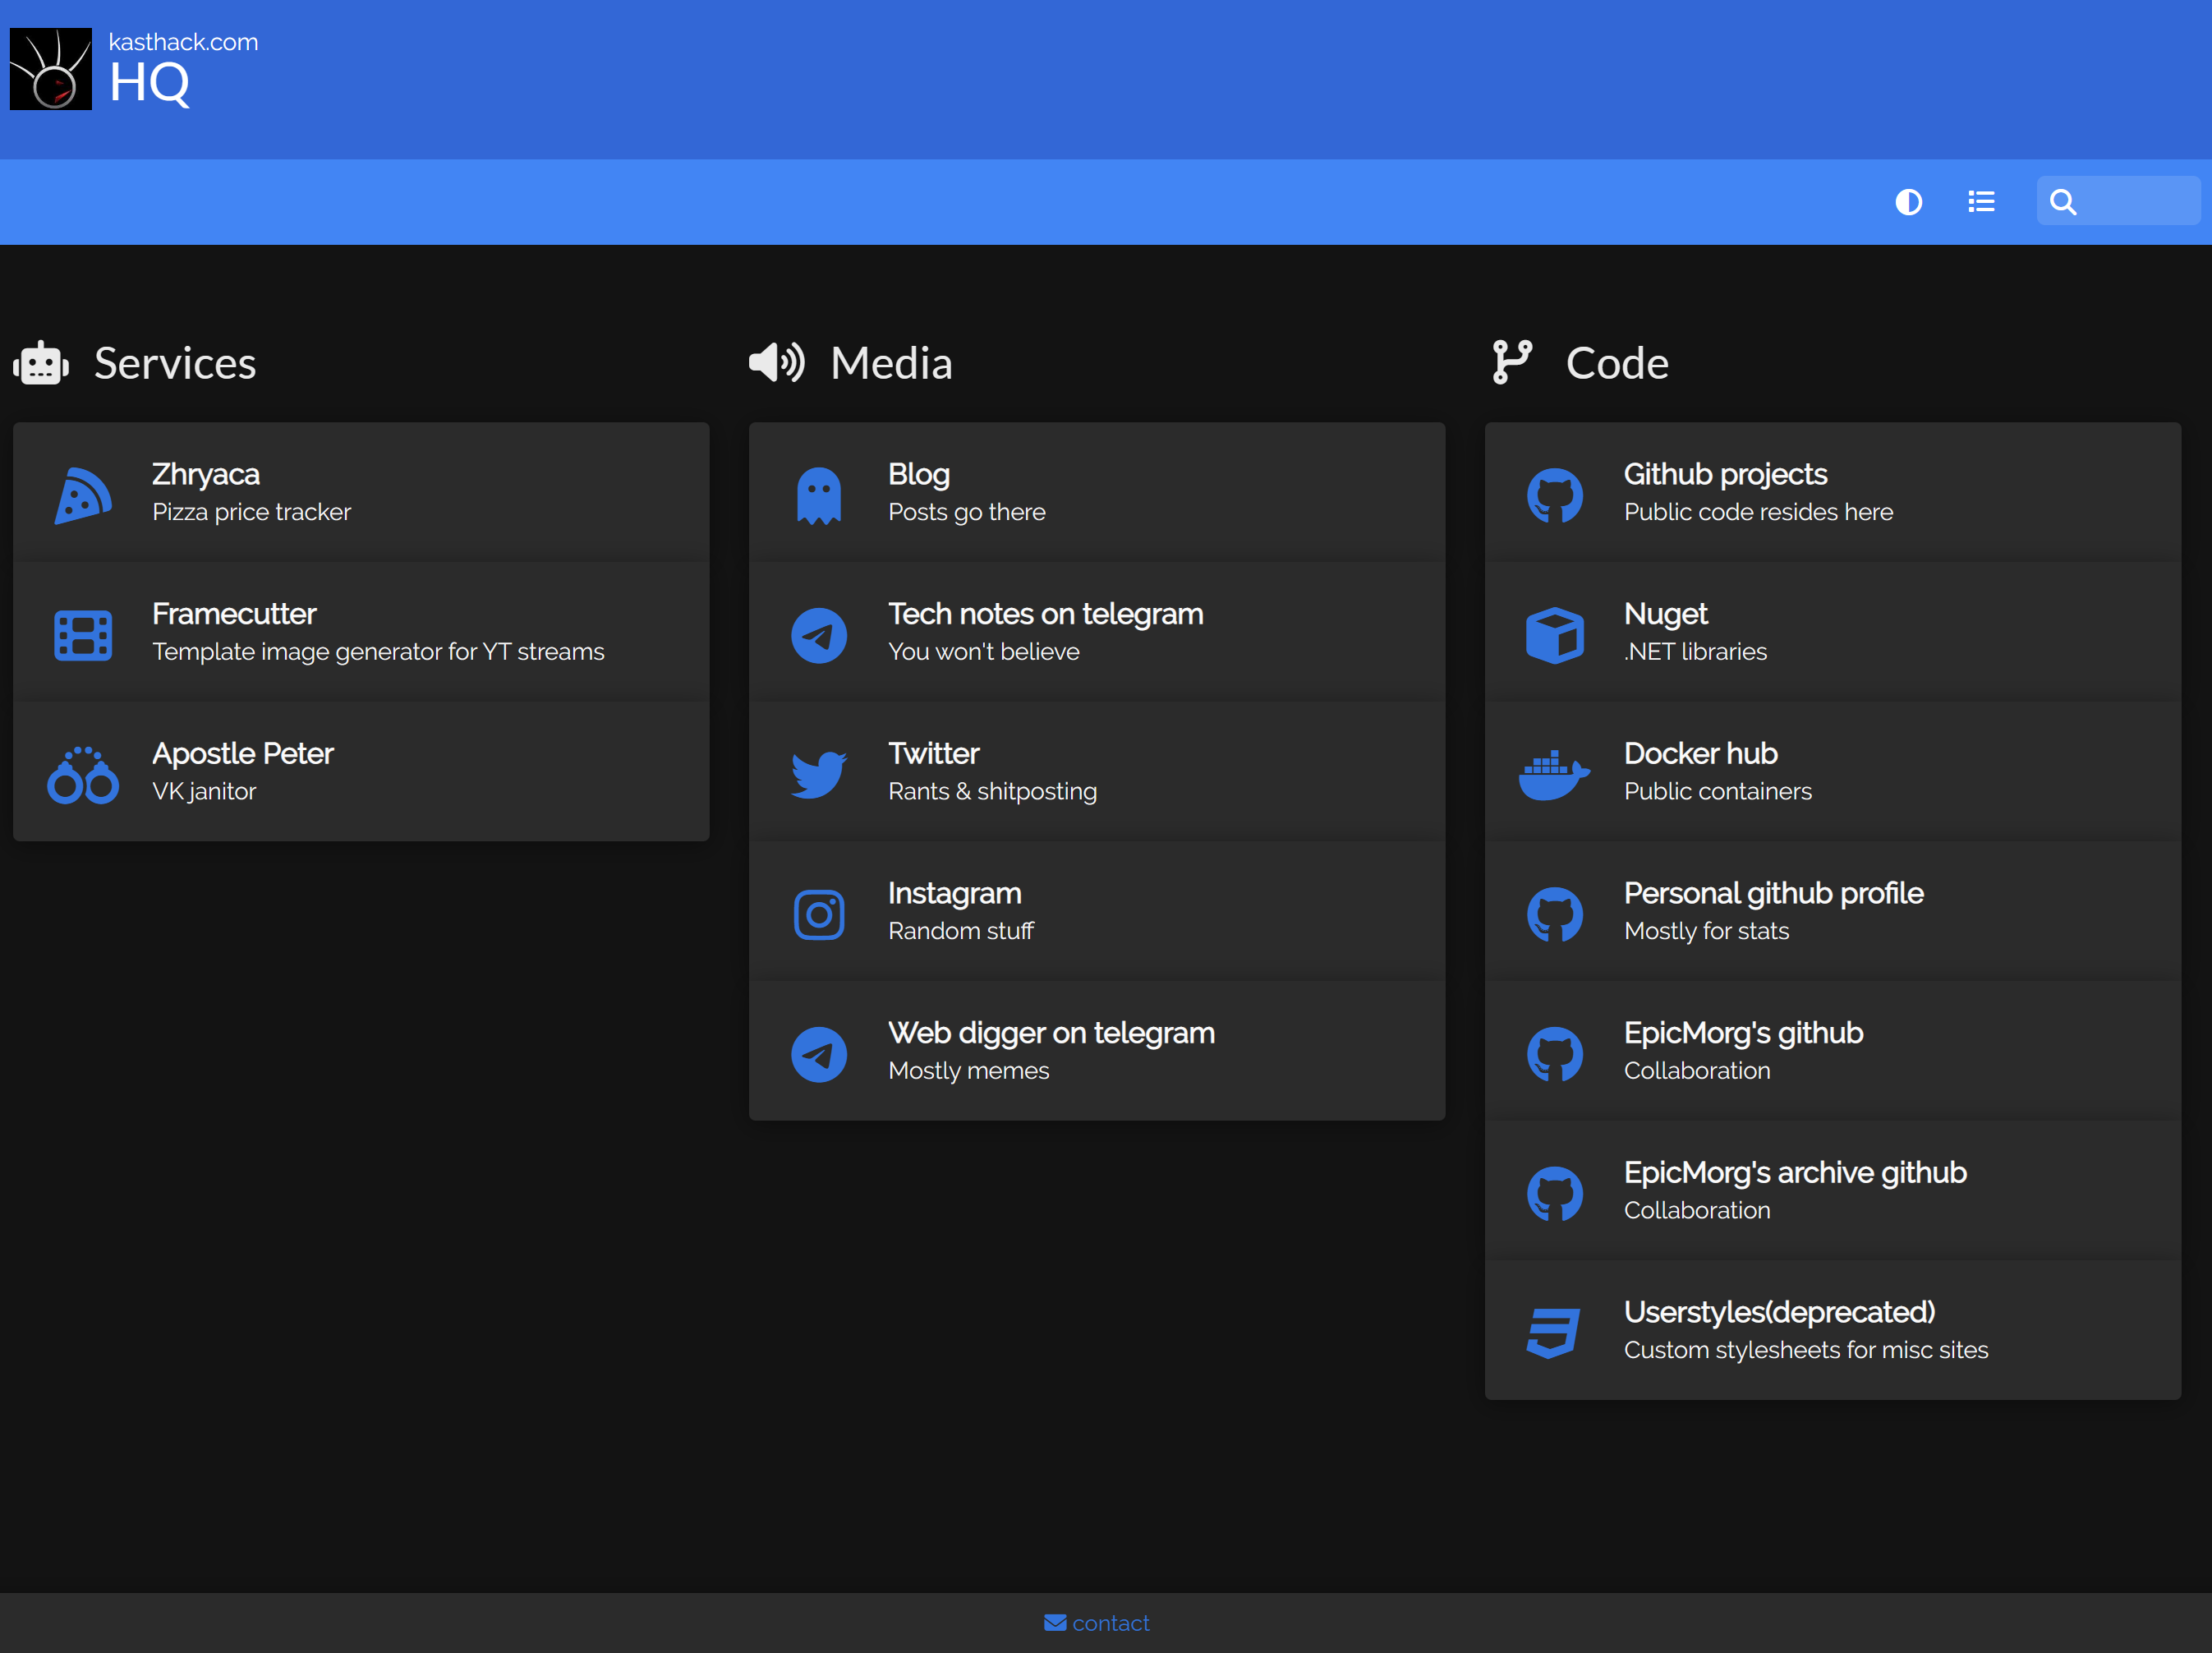 kasthack.com
HQ
Services
Zhryaca
Pizza price tracker
Framecutter
Template image generator for YT streams
Apostle Peter
VK janitor
Media
Blog
Posts go there
Tech notes on telegram
You won't believe
Twitter
Rants & shitposting
Instagram
Random stuff
Web digger on telegram
Mostly memes
Code
Github projects
Public code resides here
Nuget
.NET libraries
Docker hub
Public containers
Personal github profile
Mostly for stats
EpicMorg's github
Collaboration
EpicMorg's archive github
Collaboration
Userstyles(deprecated)
Custom stylesheets for misc sites
contact